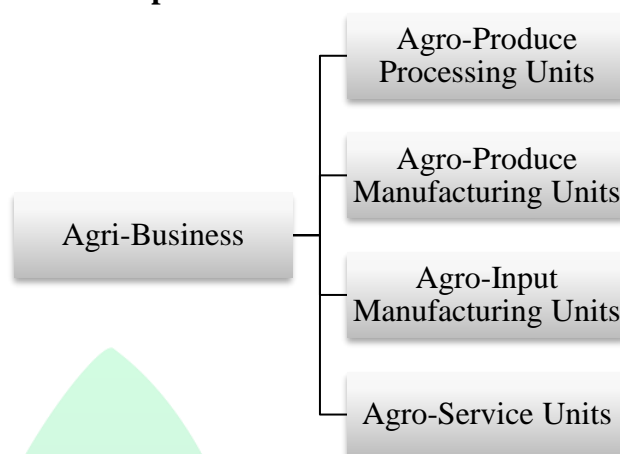 Agro-Produce
Processing Units
Agro-Produce
Manufacturing Units
Agri-Business
Agro-Input
Manufacturing Units
Agro-Service Units